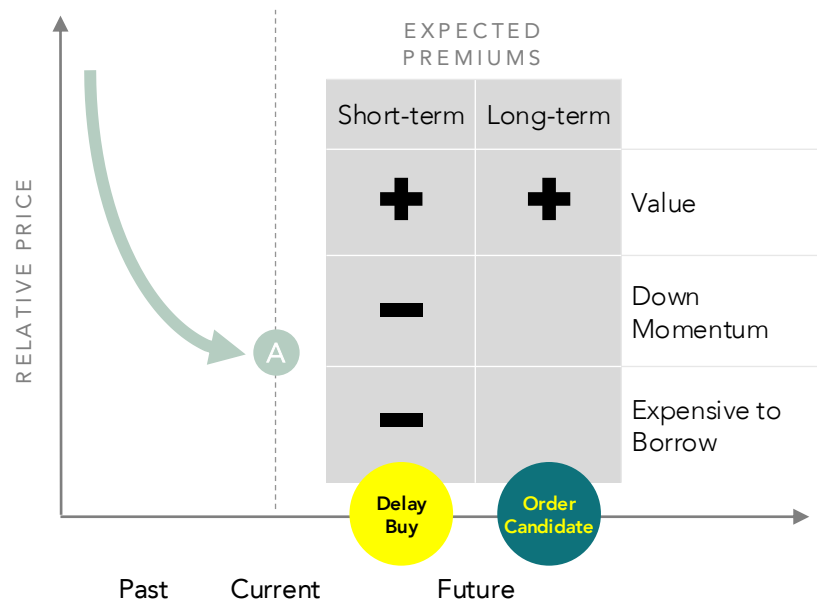 EXPECTED
PREMIUMS
Short-term
Long-term
RELATIVE PRICE
Value
Down
Momentum
A
Expensive to
Borrow
Delay
Buy
Order
Candidate
Past
Current
Future